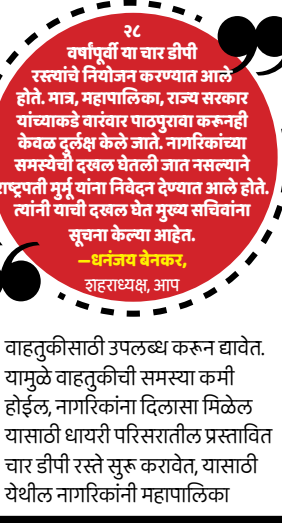 २८
वर्षांपूर्वी या चार डीपी
रस्त्यांचे नियोजन करण्यात आले
होते. मात्र, महापालिका, राज्य सरकार
यांच्याकडे वारंवार पाठपुरावा करूनही
केवळ दुर्लक्ष केले जाते. नागरिकांच्या
समस्येची दखल घेतली जात नसल्याने
राष्ट्रपती मुर्मू यांना निवेदन देण्यात आले होते.
त्यांनी याची दखल घेत मुख्य सचिवांना
सूचना केल्या आहेत.
–धनंजय बेनकर,
शहराध्यक्ष, आप
वाहतुकीसाठी उपलब्ध करून द्यावेत.
यामुळे वाहतुकीची समस्या कमी
होईल, नागरिकांना दिलासा मिळेल
यासाठी धायरी परिसरातील प्रस्तावित
चार डीपी रस्ते सुरू करावेत, यासाठी
येथील नागरिकांनी महापालिका